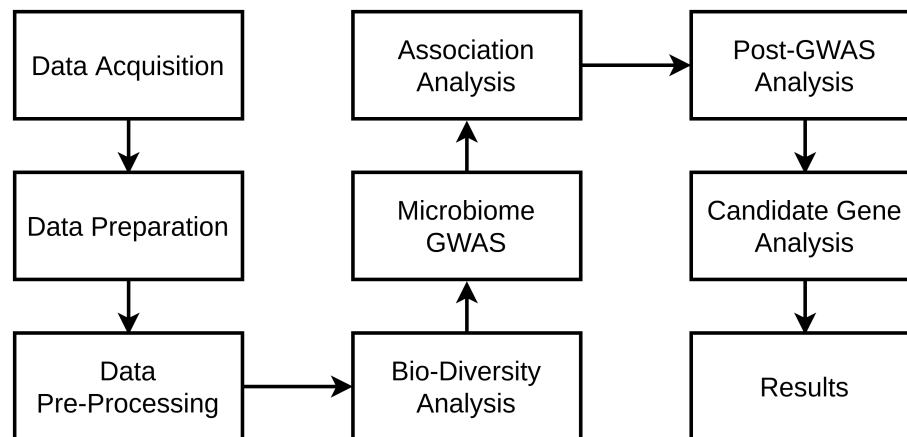 Data Acquisition
Data Preparation
Data
Pre-Processing
Bio-Diversity
Analysis
Microbiome
GWAS
Association
Analysis
Post-GWAS
Analysis
Candidate Gene
Analysis
Results